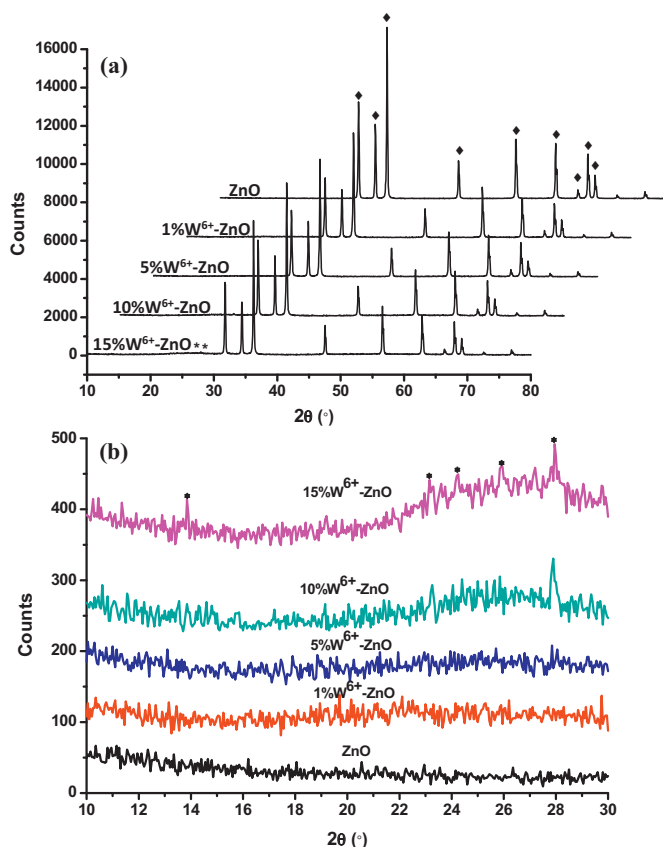 (a)
16000
14000
12000
10000
8000
6000
4000
2000
0
Counts
ZnO
1%W⁶⁺-ZnO
5%W⁶⁺-ZnO
10%W⁶⁺-ZnO
15%W⁶⁺-ZnO**
10 20 30 40 50 60 70 80
2θ (°)
(b)
500
400
300
200
100
0
Counts
15%W⁶⁺-ZnO
10%W⁶⁺-ZnO
5%W⁶⁺-ZnO
1%W⁶⁺-ZnO
ZnO
10 12 14 16 18 20 22 24 26 28 30
2θ (°)